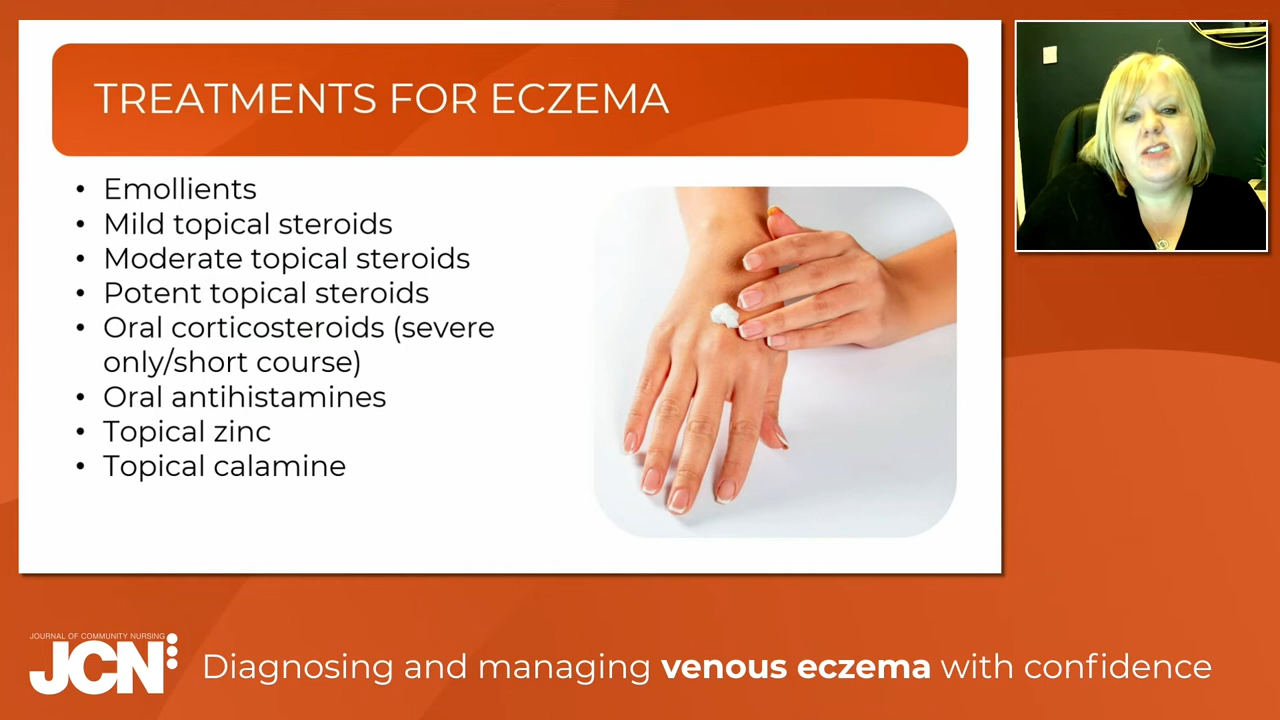 TREATMENTS FOR ECZEMA
• Emollients
• Mild topical steroids
• Moderate topical steroids
• Potent topical steroids
• Oral corticosteroids (severe
only/short course)
• Oral antihistamines
• Topical zinc
• Topical calamine
JOURNAL OF COMMUNITY NURSING
JCN
Diagnosing and managing venous eczema with confidence